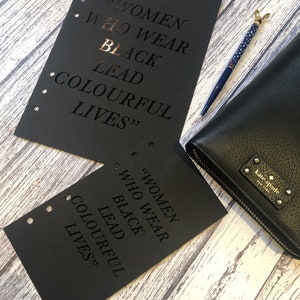 "WOMEN
WHO WEAR
BLACK
LEAD
COLOURFUL
LIVES”
“WOMEN
WHO WEAR
BLACK
LEAD
COLOURFUL
LIVES”
kate spade